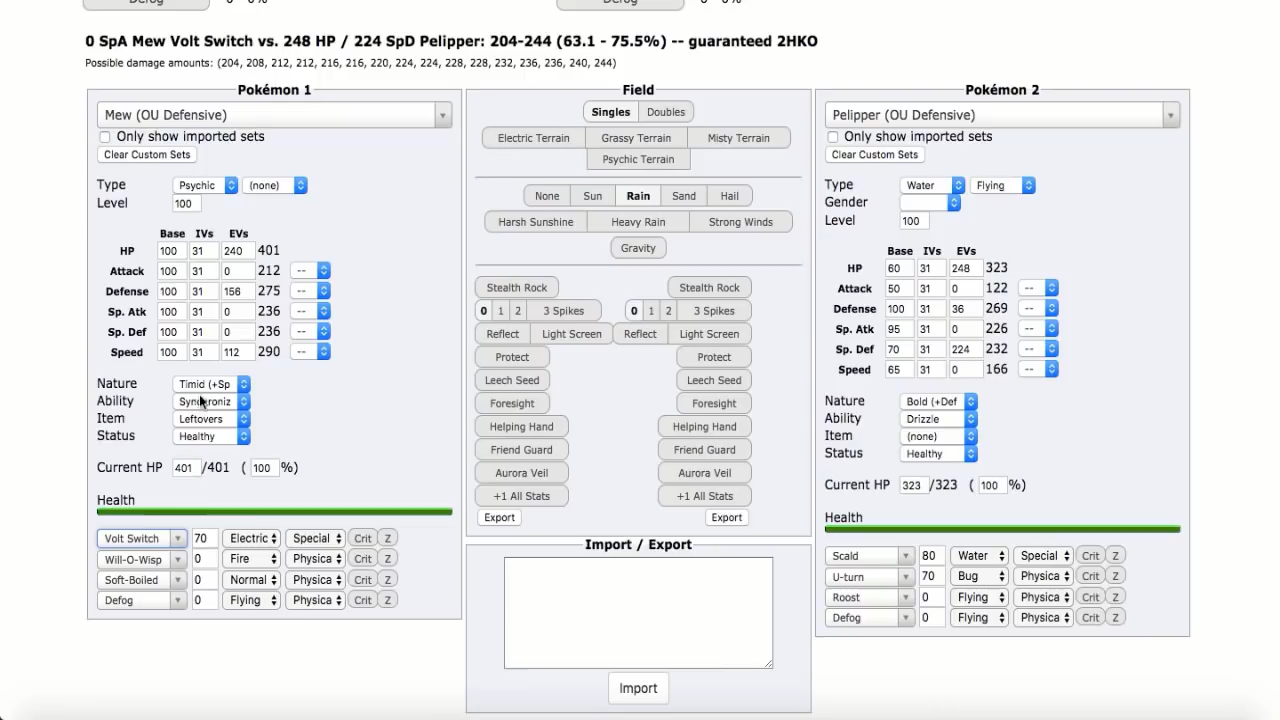 Defog 0 - 0% Defog 0 - 0%
0 SpA Mew Volt Switch vs. 248 HP / 224 SpD Pelipper: 204-244 (63.1 - 75.5%) -- guaranteed 2HKO
Possible damage amounts: (204, 208, 212, 212, 216, 216, 220, 224, 224, 228, 228, 232, 236, 236, 240, 244)
Pokémon 1
Mew (OU Defensive)
Only show imported sets
Clear Custom Sets
Type Psychic (none)
Level 100
Base IVs EVs
HP 100 31 240 401
Attack 100 31 0 212 --
Defense 100 31 156 275 --
Sp. Atk 100 31 0 236 --
Sp. Def 100 31 0 236 --
Speed 100 31 112 290 --
Nature Timid (+Sp
Ability Synchroniz
Item Leftovers
Status Healthy
Current HP 401 /401 ( 100 %)
Health
Volt Switch 70 Electric Special Crit Z
Will-O-Wisp 0 Fire Physica Crit Z
Soft-Boiled 0 Normal Physica Crit Z
Defog 0 Flying Physica Crit Z
Field
Singles Doubles
Electric Terrain Grassy Terrain Misty Terrain
Psychic Terrain
None Sun Rain Sand Hail
Harsh Sunshine Heavy Rain Strong Winds
Gravity
Stealth Rock Stealth Rock
0 1 2 3 Spikes 0 1 2 3 Spikes
Reflect Light Screen Reflect Light Screen
Protect Protect
Leech Seed Leech Seed
Foresight Foresight
Helping Hand Helping Hand
Friend Guard Friend Guard
Aurora Veil Aurora Veil
+1 All Stats +1 All Stats
Export Export
Import / Export
Import
Pokémon 2
Pelipper (OU Defensive)
Only show imported sets
Clear Custom Sets
Type Water Flying
Gender
Level 100
Base IVs EVs
HP 60 31 248 323
Attack 50 31 0 122 --
Defense 100 31 36 269 --
Sp. Atk 95 31 0 226 --
Sp. Def 70 31 224 232 --
Speed 65 31 0 166 --
Nature Bold (+Def
Ability Drizzle
Item (none)
Status Healthy
Current HP 323 /323 ( 100 %)
Health
Scald 80 Water Special Crit Z
U-turn 70 Bug Physica Crit Z
Roost 0 Flying Physica Crit Z
Defog 0 Flying Physica Crit Z